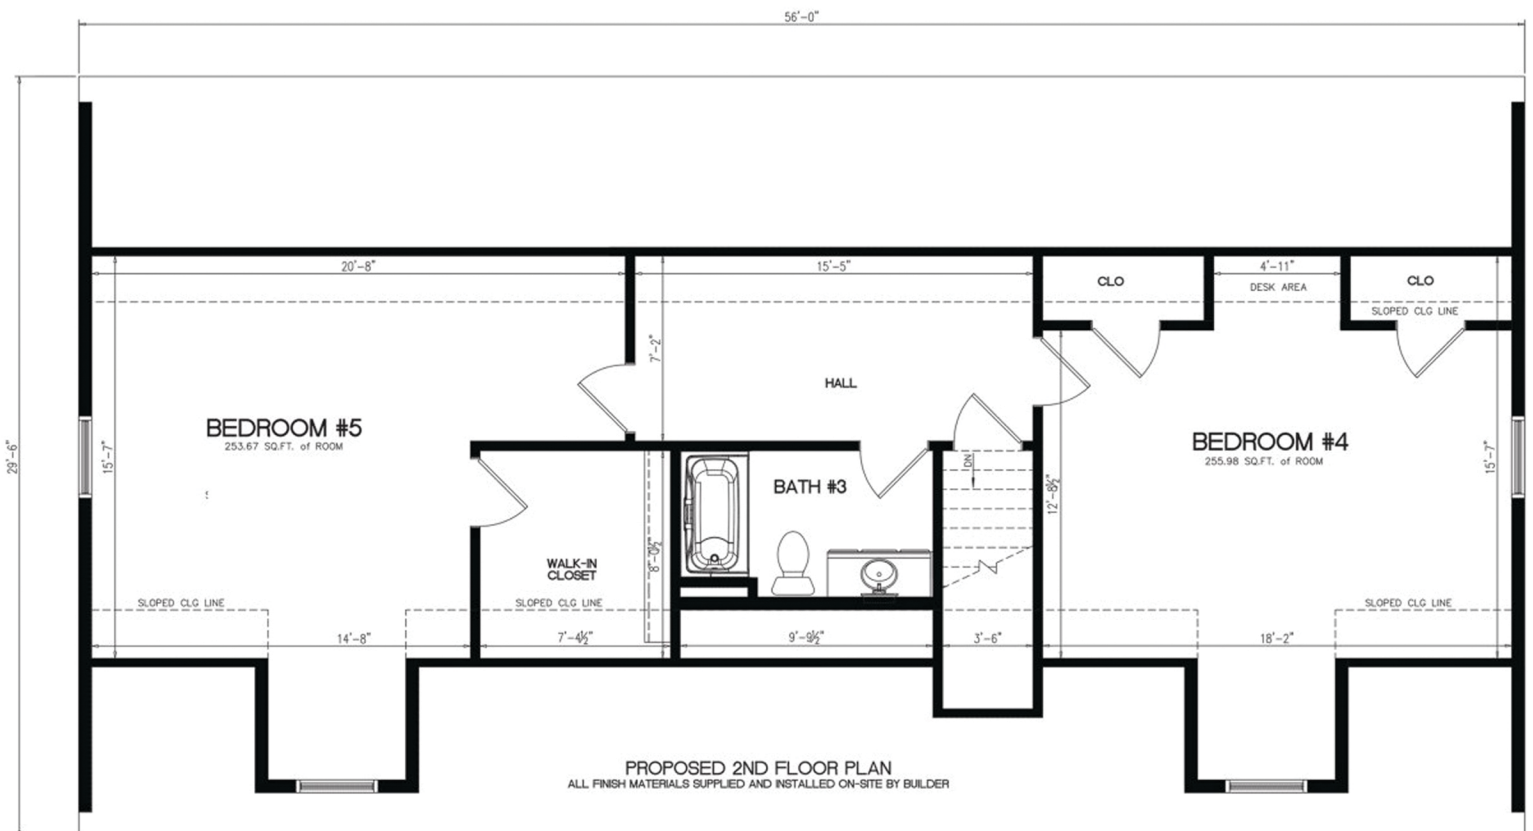 56'-0"
20'-8"
15'-5"
CLO
4'-11"
DESK AREA
CLO
SLOPED CLG LINE
7'-2"
HALL
29'-6"
BEDROOM #5
253.67 SQ.FT. of ROOM
15'-7"
BEDROOM #4
255.98 SQ.FT. of ROOM
15'-7"
DN
BATH #3
12'-8½"
8'-0½"
WALK-IN
CLOSET
SLOPED CLG LINE
SLOPED CLG LINE
SLOPED CLG LINE
14'-8"
7'-4½"
9'-9½"
3'-6"
18'-2"
PROPOSED 2ND FLOOR PLAN
ALL FINISH MATERIALS SUPPLIED AND INSTALLED ON-SITE BY BUILDER